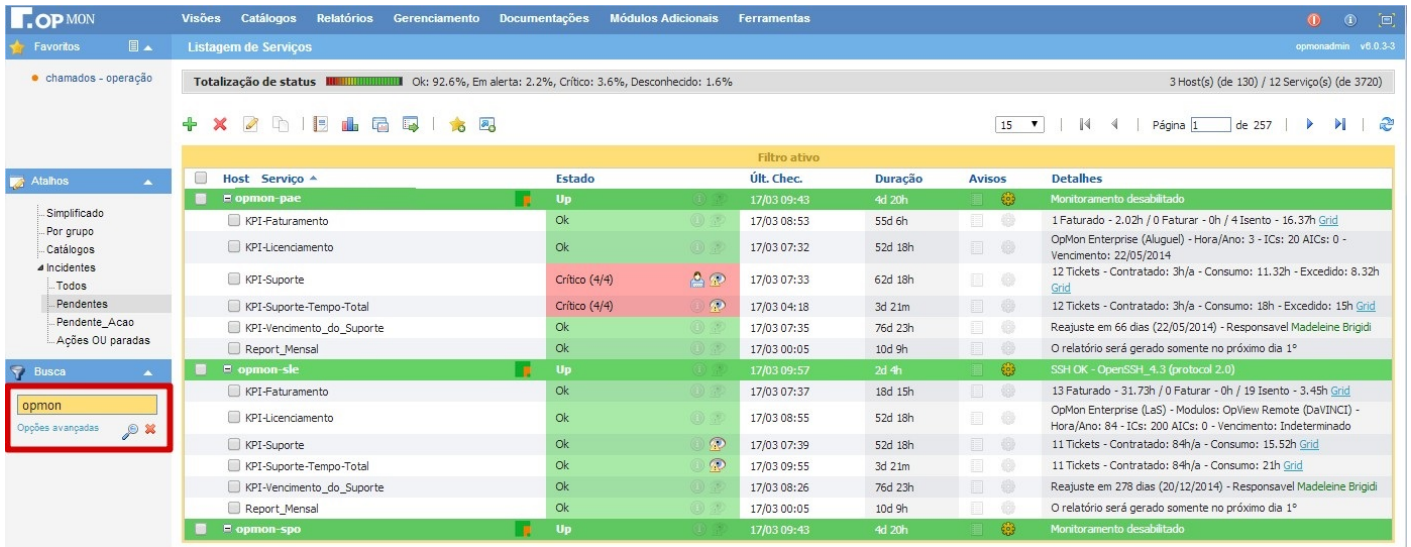 OPMON Visões Catálogos Relatórios Gerenciamento Documentações Módulos Adicionais Ferramentas
Favoritos
Listagem de Serviços
opmonadmin v6.0.3-3
chamados - operação
Totalização de status Ok: 92.6%, Em alerta: 2.2%, Crítico: 3.6%, Desconhecido: 1.6% 3 Host(s) (de 130) / 12 Serviço(s) (de 3720)
15 Página 1 de 257
Filtro ativo
Atalhos
Simplificado
Por grupo
Catálogos
Incidentes
Todos
Pendentes
Pendente_Acao
Ações OU paradas
Busca
opmon
Opções avançadas
Host Serviço Estado Últ. Chec. Duração Avisos Detalhes
opmon-pae Up 17/03 09:43 4d 20h Monitoramento desabilitado
KPI-Faturamento Ok 17/03 08:53 55d 6h 1 Faturado - 2.02h / 0 Faturar - 0h / 4 Isento - 16.37h Grid
KPI-Licenciamento Ok 17/03 07:32 52d 18h OpMon Enterprise (Aluguel) - Hora/Ano: 3 - ICs: 20 AICs: 0 -
Vencimento: 22/05/2014
KPI-Suporte Crítico (4/4) 17/03 07:33 62d 18h 12 Tickets - Contratado: 3h/a - Consumo: 11.32h - Excedido: 8.32h
Grid
KPI-Suporte-Tempo-Total Crítico (4/4) 17/03 04:18 3d 21m 12 Tickets - Contratado: 3h/a - Consumo: 18h - Excedido: 15h Grid
KPI-Vencimento_do_Suporte Ok 17/03 07:35 76d 23h Reajuste em 66 dias (22/05/2014) - Responsavel Madeleine Brigidi
Report_Mensal Ok 17/03 00:05 10d 9h O relatório será gerado somente no próximo dia 1º
opmon-sle Up 17/03 09:57 2d 4h SSH OK - OpenSSH_4.3 (protocol 2.0)
KPI-Faturamento Ok 17/03 07:37 18d 15h 13 Faturado - 31.73h / 0 Faturar - 0h / 19 Isento - 3.45h Grid
KPI-Licenciamento Ok 17/03 08:55 52d 18h OpMon Enterprise (LaS) - Modulos: OpView Remote (DaVINCI) -
Hora/Ano: 84 - ICs: 200 AICs: 0 - Vencimento: Indeterminado
KPI-Suporte Ok 17/03 07:39 52d 18h 11 Tickets - Contratado: 84h/a - Consumo: 15.52h Grid
KPI-Suporte-Tempo-Total Ok 17/03 09:55 3d 21m 11 Tickets - Contratado: 84h/a - Consumo: 21h Grid
KPI-Vencimento_do_Suporte Ok 17/03 08:26 76d 23h Reajuste em 278 dias (20/12/2014) - Responsavel Madeleine Brigidi
Report_Mensal Ok 17/03 00:05 10d 9h O relatório será gerado somente no próximo dia 1º
opmon-spo Up 17/03 09:43 4d 20h Monitoramento desabilitado